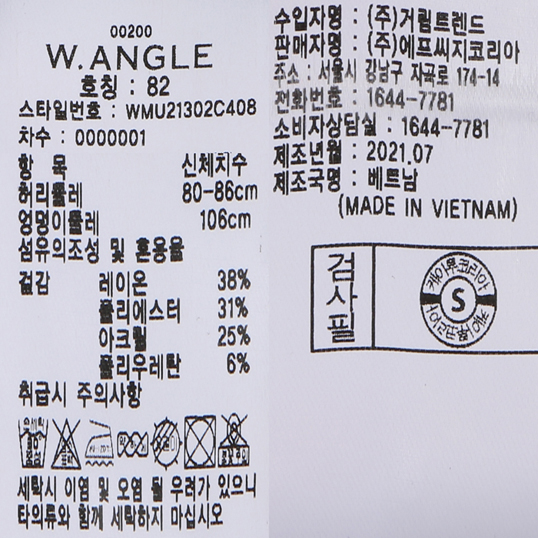 00200
W.ANGLE
호칭 : 82
스타일번호 : WMU21302C408
차수 : 0000001
항 목 신체치수
허리둘레 80-86cm
엉덩이둘레 106cm
섬유의조성 및 혼용율
겉감 레이온 38%
폴리에스터 31%
아크릴 25%
폴리우레탄 6%
취급시 주의사항
세탁시 이염 및 오염 될 우려가 있으니
타의류와 함께 세탁하지 마십시오
수입자명 : (주)거림트렌드
판매자명 : (주)에프씨지코리아
주소 : 서울시 강남구 자곡로 174-14
전화번호 : 1644-7781
소비자상담실 : 1644-7781
제조년월 : 2021.07
제조국명 : 베트남
(MADE IN VIETNAM)
검사필
S